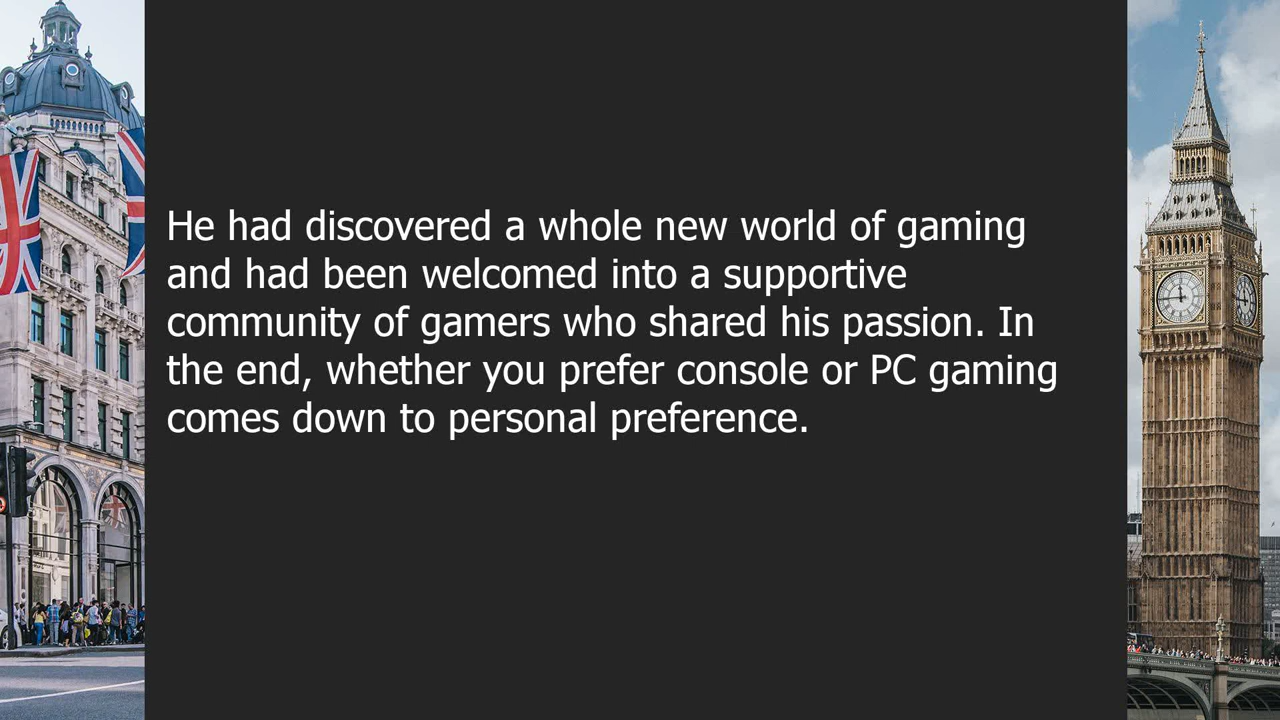 He had discovered a whole new world of gaming
and had been welcomed into a supportive
community of gamers who shared his passion. In
the end, whether you prefer console or PC gaming
comes down to personal preference.